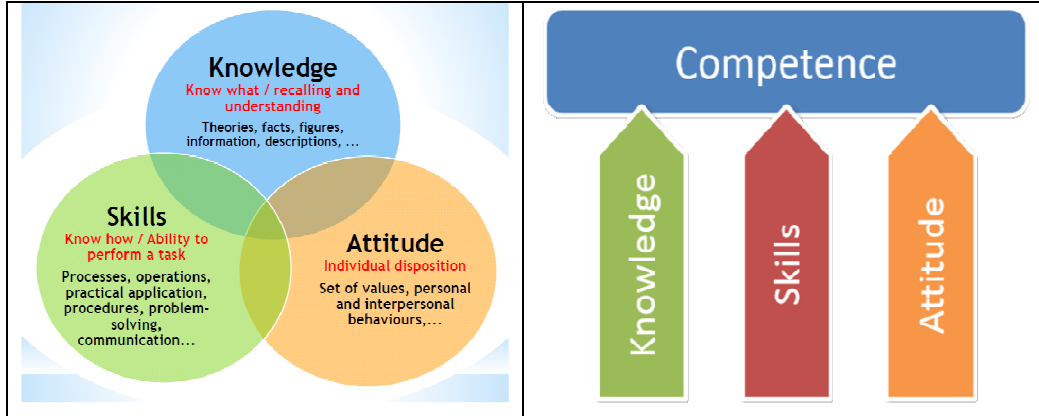 Knowledge
Know what / recalling and
understanding
Theories, facts, figures,
information, descriptions, ...
Skills
Know how / Ability to
perform a task
Processes, operations,
practical application,
procedures, problem-
solving,
communication...
Attitude
Individual disposition
Set of values, personal
and interpersonal
behaviours,...
Competence
Knowledge
Skills
Attitude